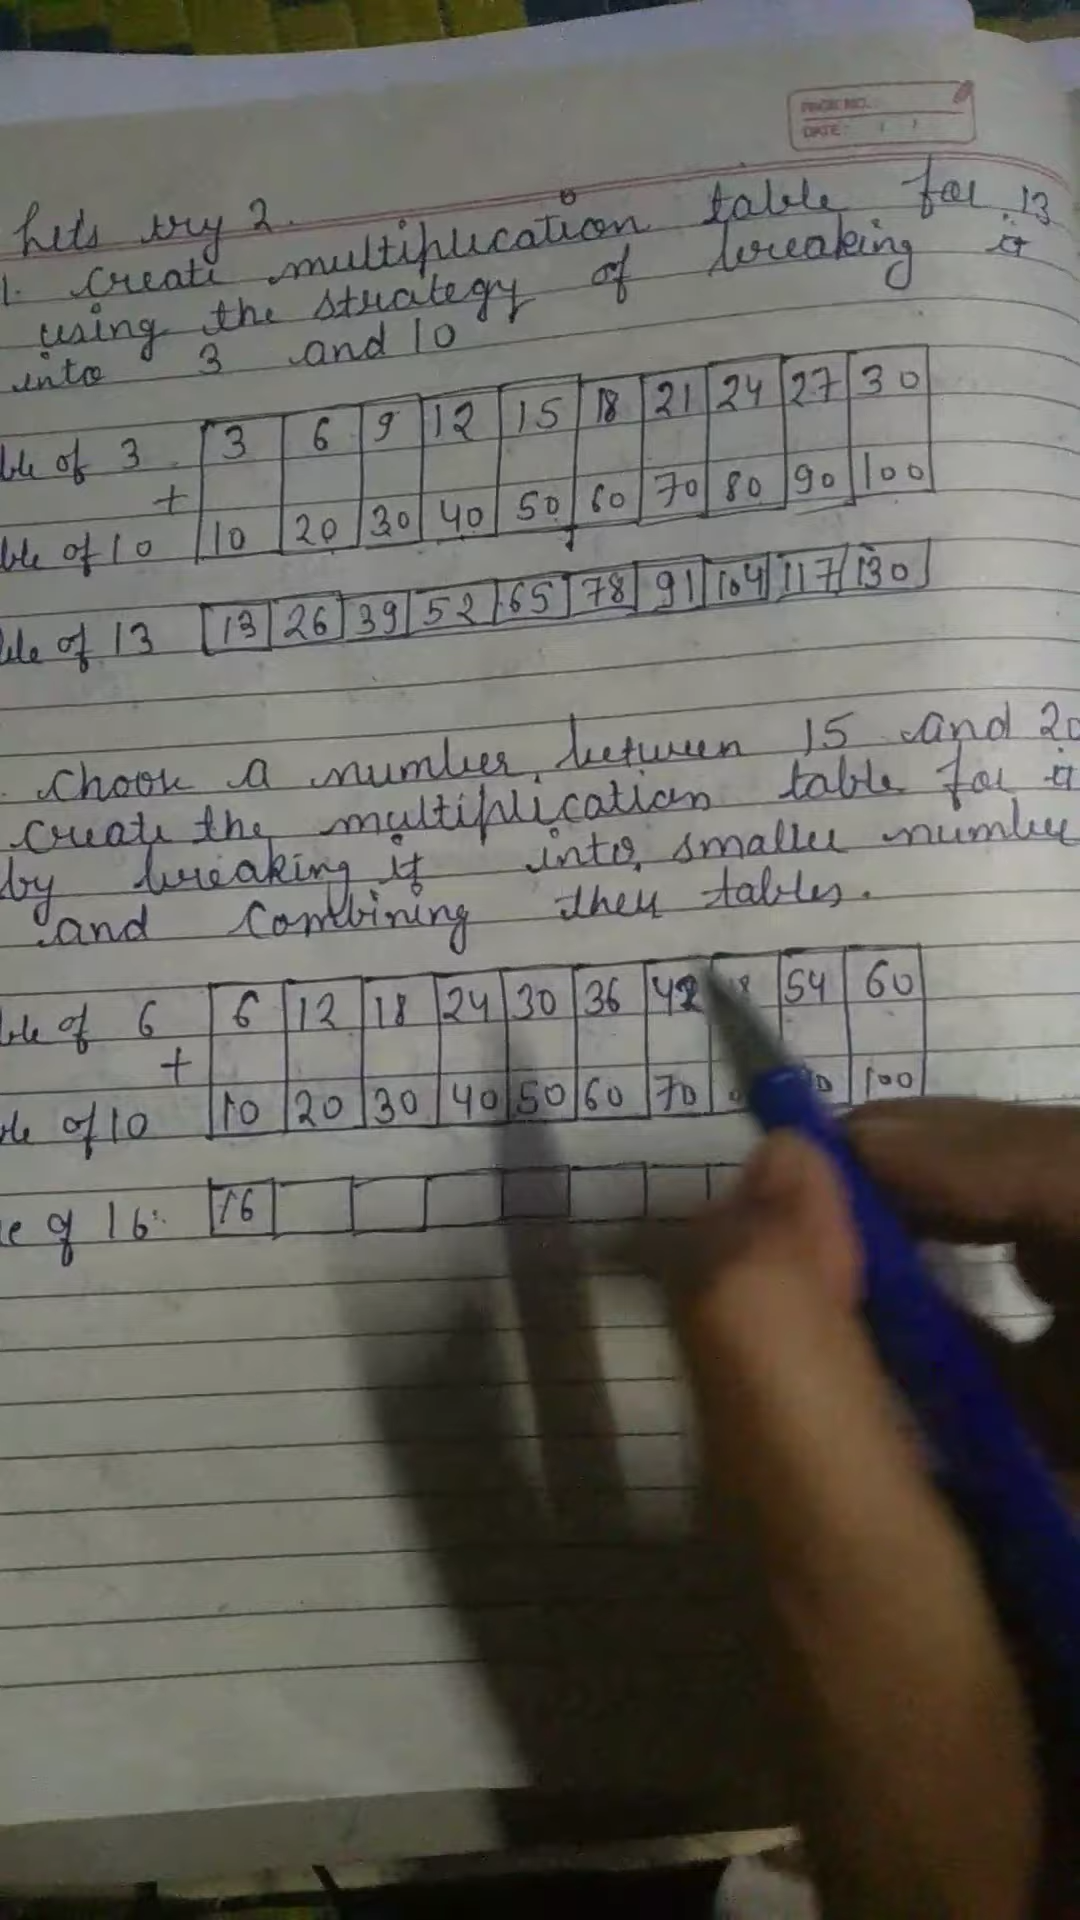 PAGE NO.:
DATE: / /
Lets try 2.
1. Create multiplication table for 13
using the strategy of breaking it
into 3 and 10
ble of 3 3 6 9 12 15 18 21 24 27 30
+
ble of 10 10 20 30 40 50 60 70 80 90 100
ble of 13 13 26 39 52 65 78 91 104 117 130
choose a number between 15 and 20
create the multiplication table for it
by breaking it into smaller number
and combining their tables.
ble of 6 6 12 18 24 30 36 42 8 54 60
+
ble of 10 10 20 30 40 50 60 70 0 100
e of 16: 16